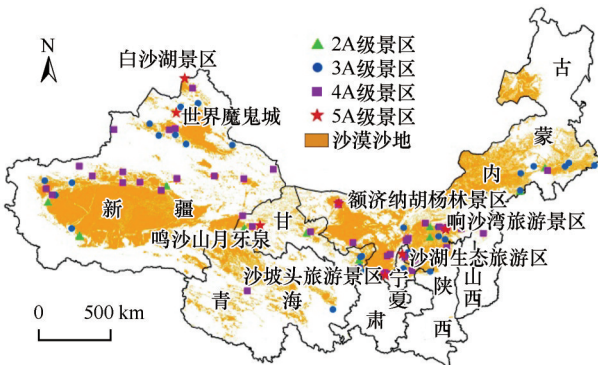 N
白沙湖景区
2A级景区
3A级景区
4A级景区
5A级景区
沙漠沙地
世界魔鬼城
古
蒙
内
额济纳胡杨林景区
新疆
甘
响沙湾旅游景区
鸣沙山月牙泉
沙湖生态旅游区
沙坡头旅游景区
宁夏
陕
山西
青海
肃
西
0 500 km